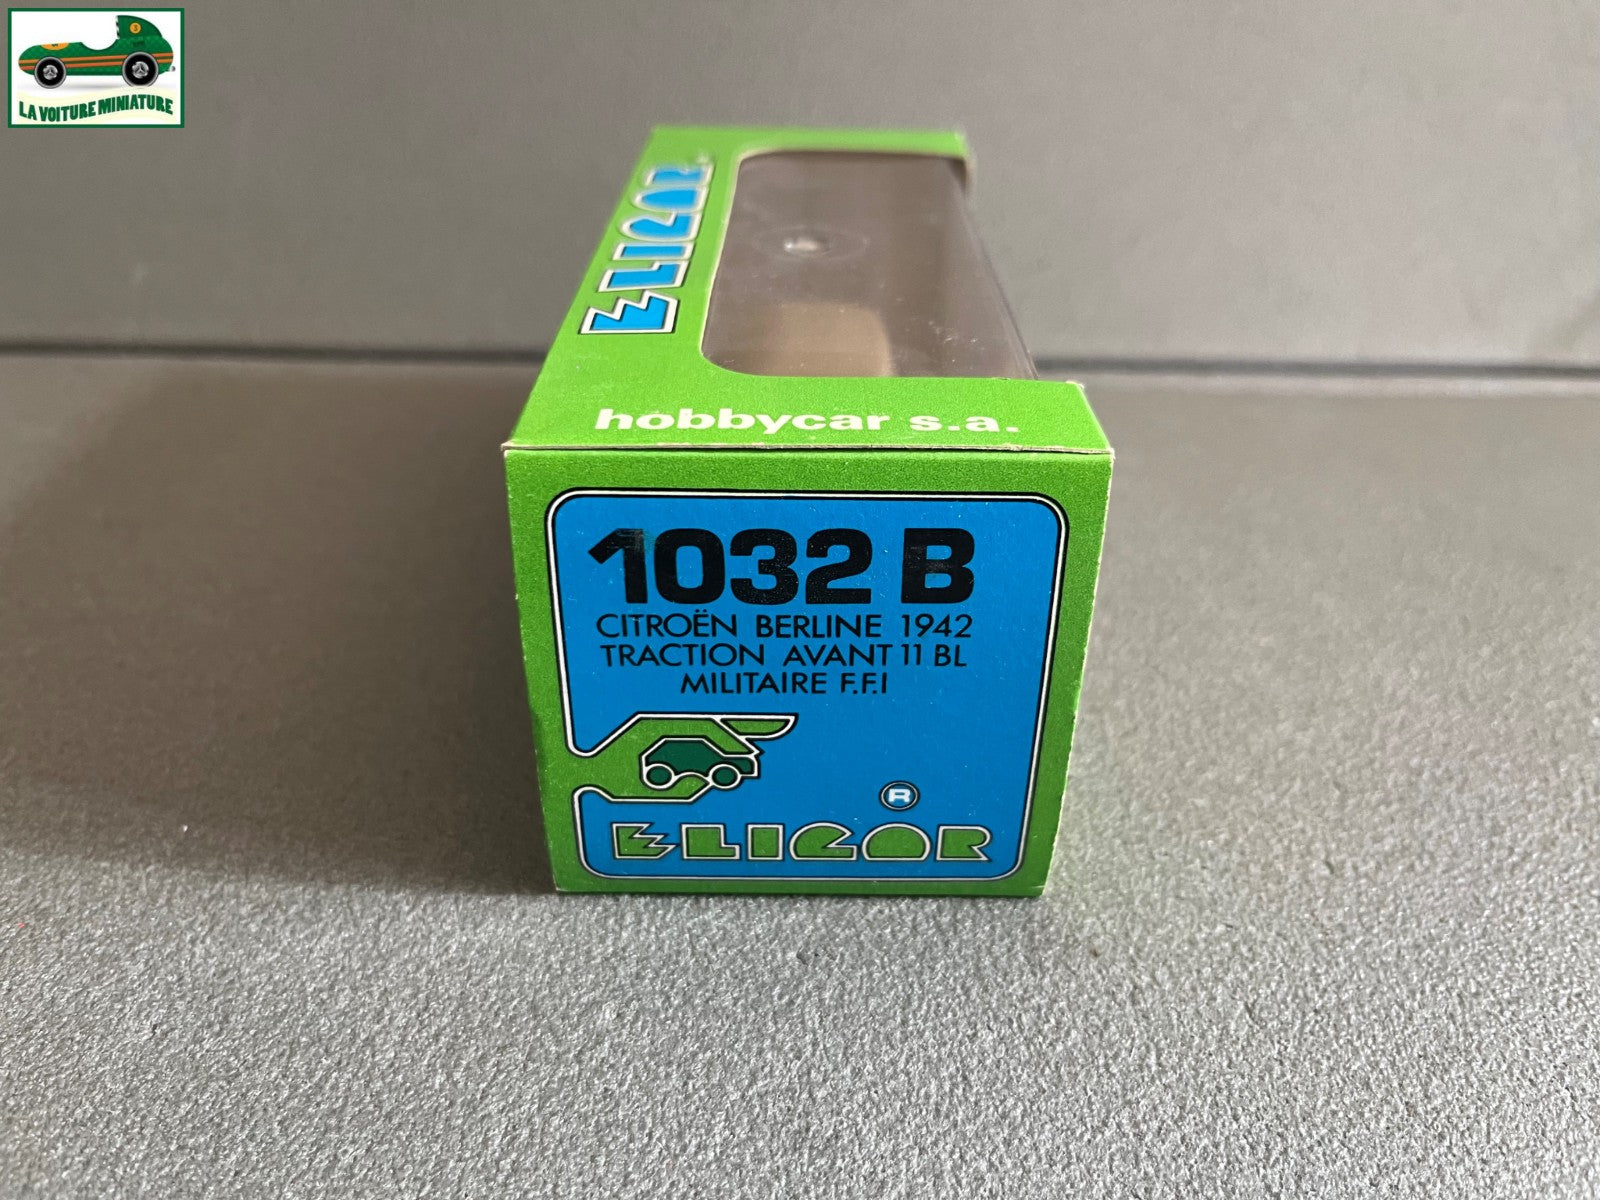 LA VOITURE MINIATURE
ELIGOR
hobbycar s.a.
1032 B
CITROËN BERLINE 1942
TRACTION AVANT 11 BL
MILITAIRE F.F.I
R
ELIGOR